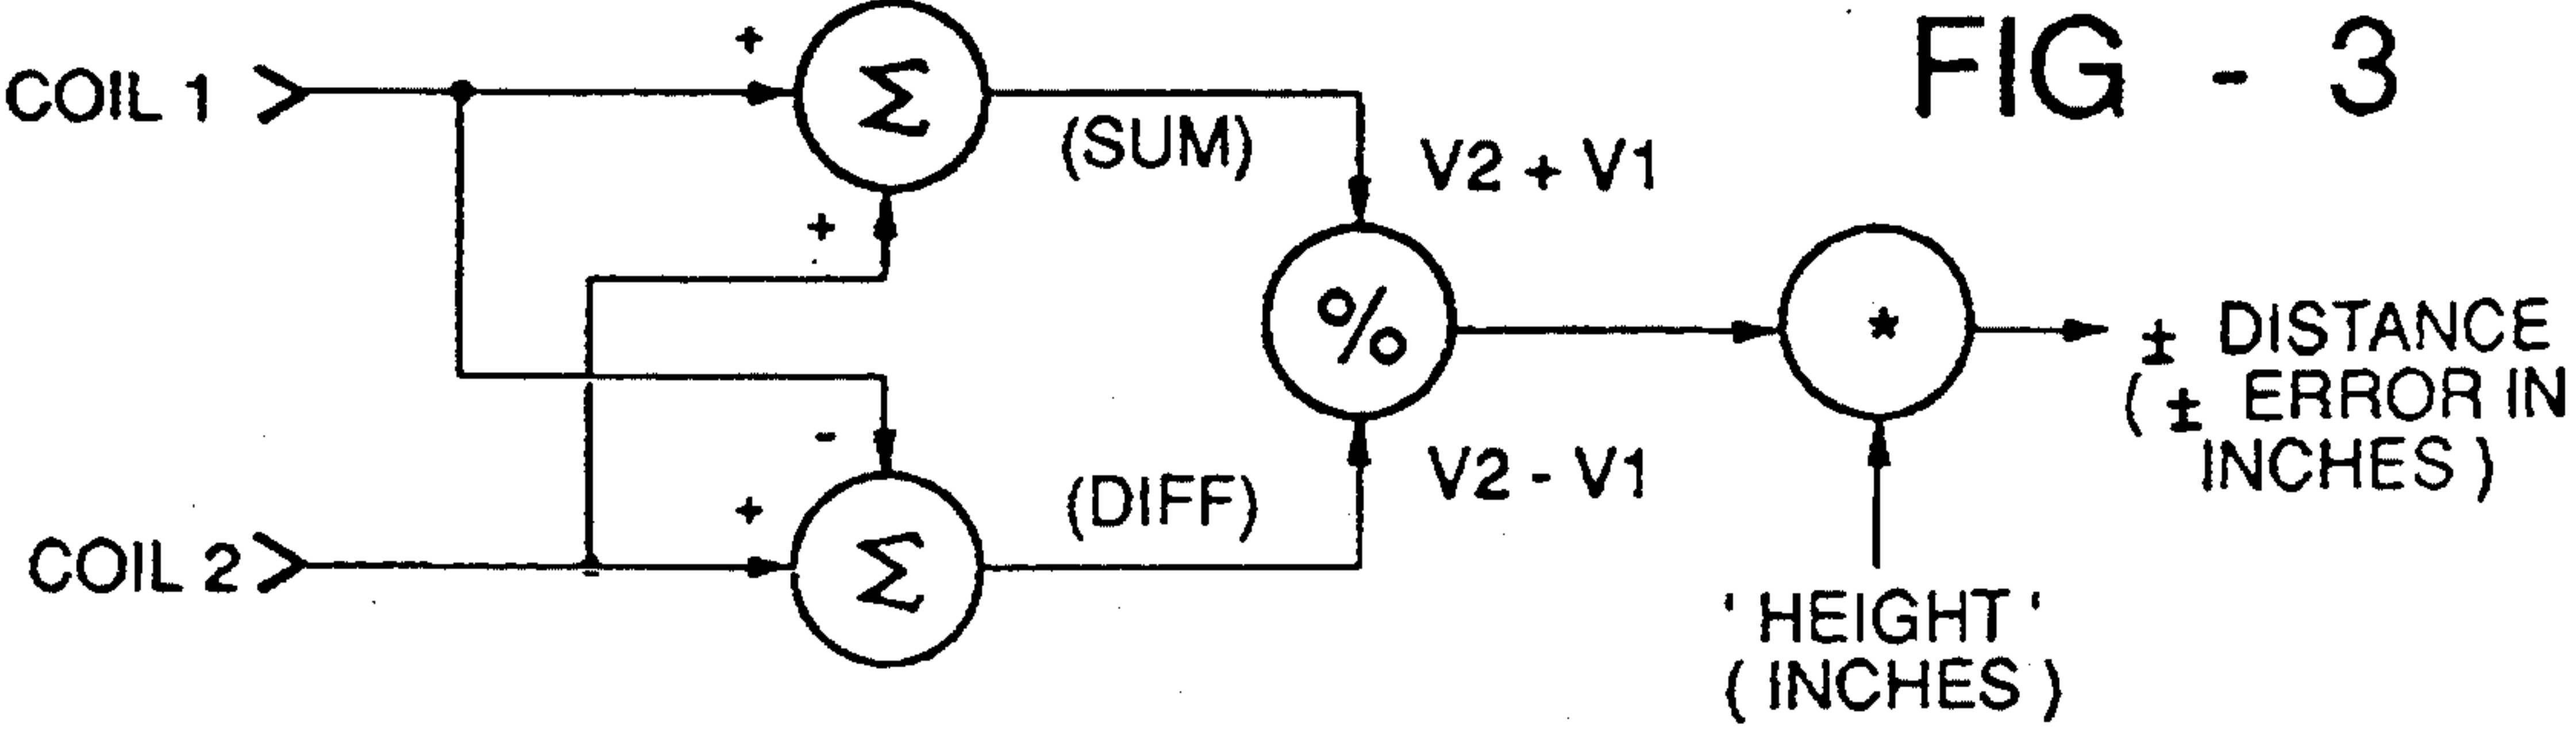 FIG - 3
COIL 1
+
Σ
(SUM)
V2 + V1
+
%
*
± DISTANCE
( ± ERROR IN
INCHES )
-
V2 - V1
+
(DIFF)
COIL 2
Σ
' HEIGHT '
( INCHES )